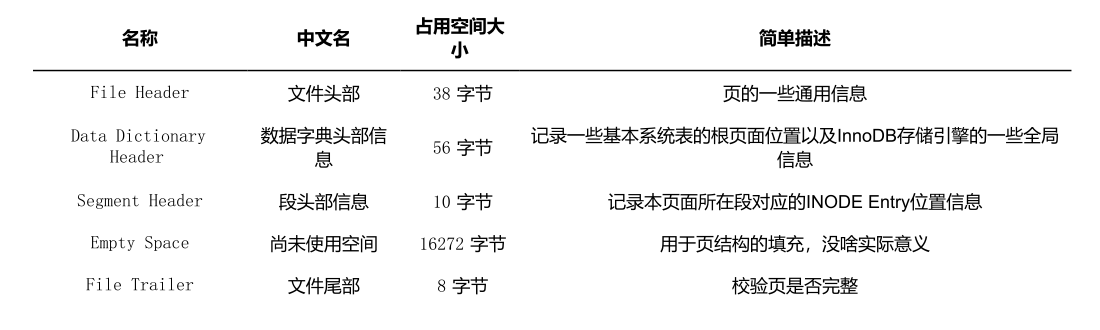 名称 中文名 占用空间大小 简单描述
File Header 文件头部 38 字节 页的一些通用信息
Data Dictionary Header 数据字典头部信息 56 字节 记录一些基本系统表的根页面位置以及InnoDB存储引擎的一些全局信息
Segment Header 段头部信息 10 字节 记录本页面所在段对应的INODE Entry位置信息
Empty Space 尚未使用空间 16272 字节 用于页结构的填充，没啥实际意义
File Trailer 文件尾部 8 字节 校验页是否完整